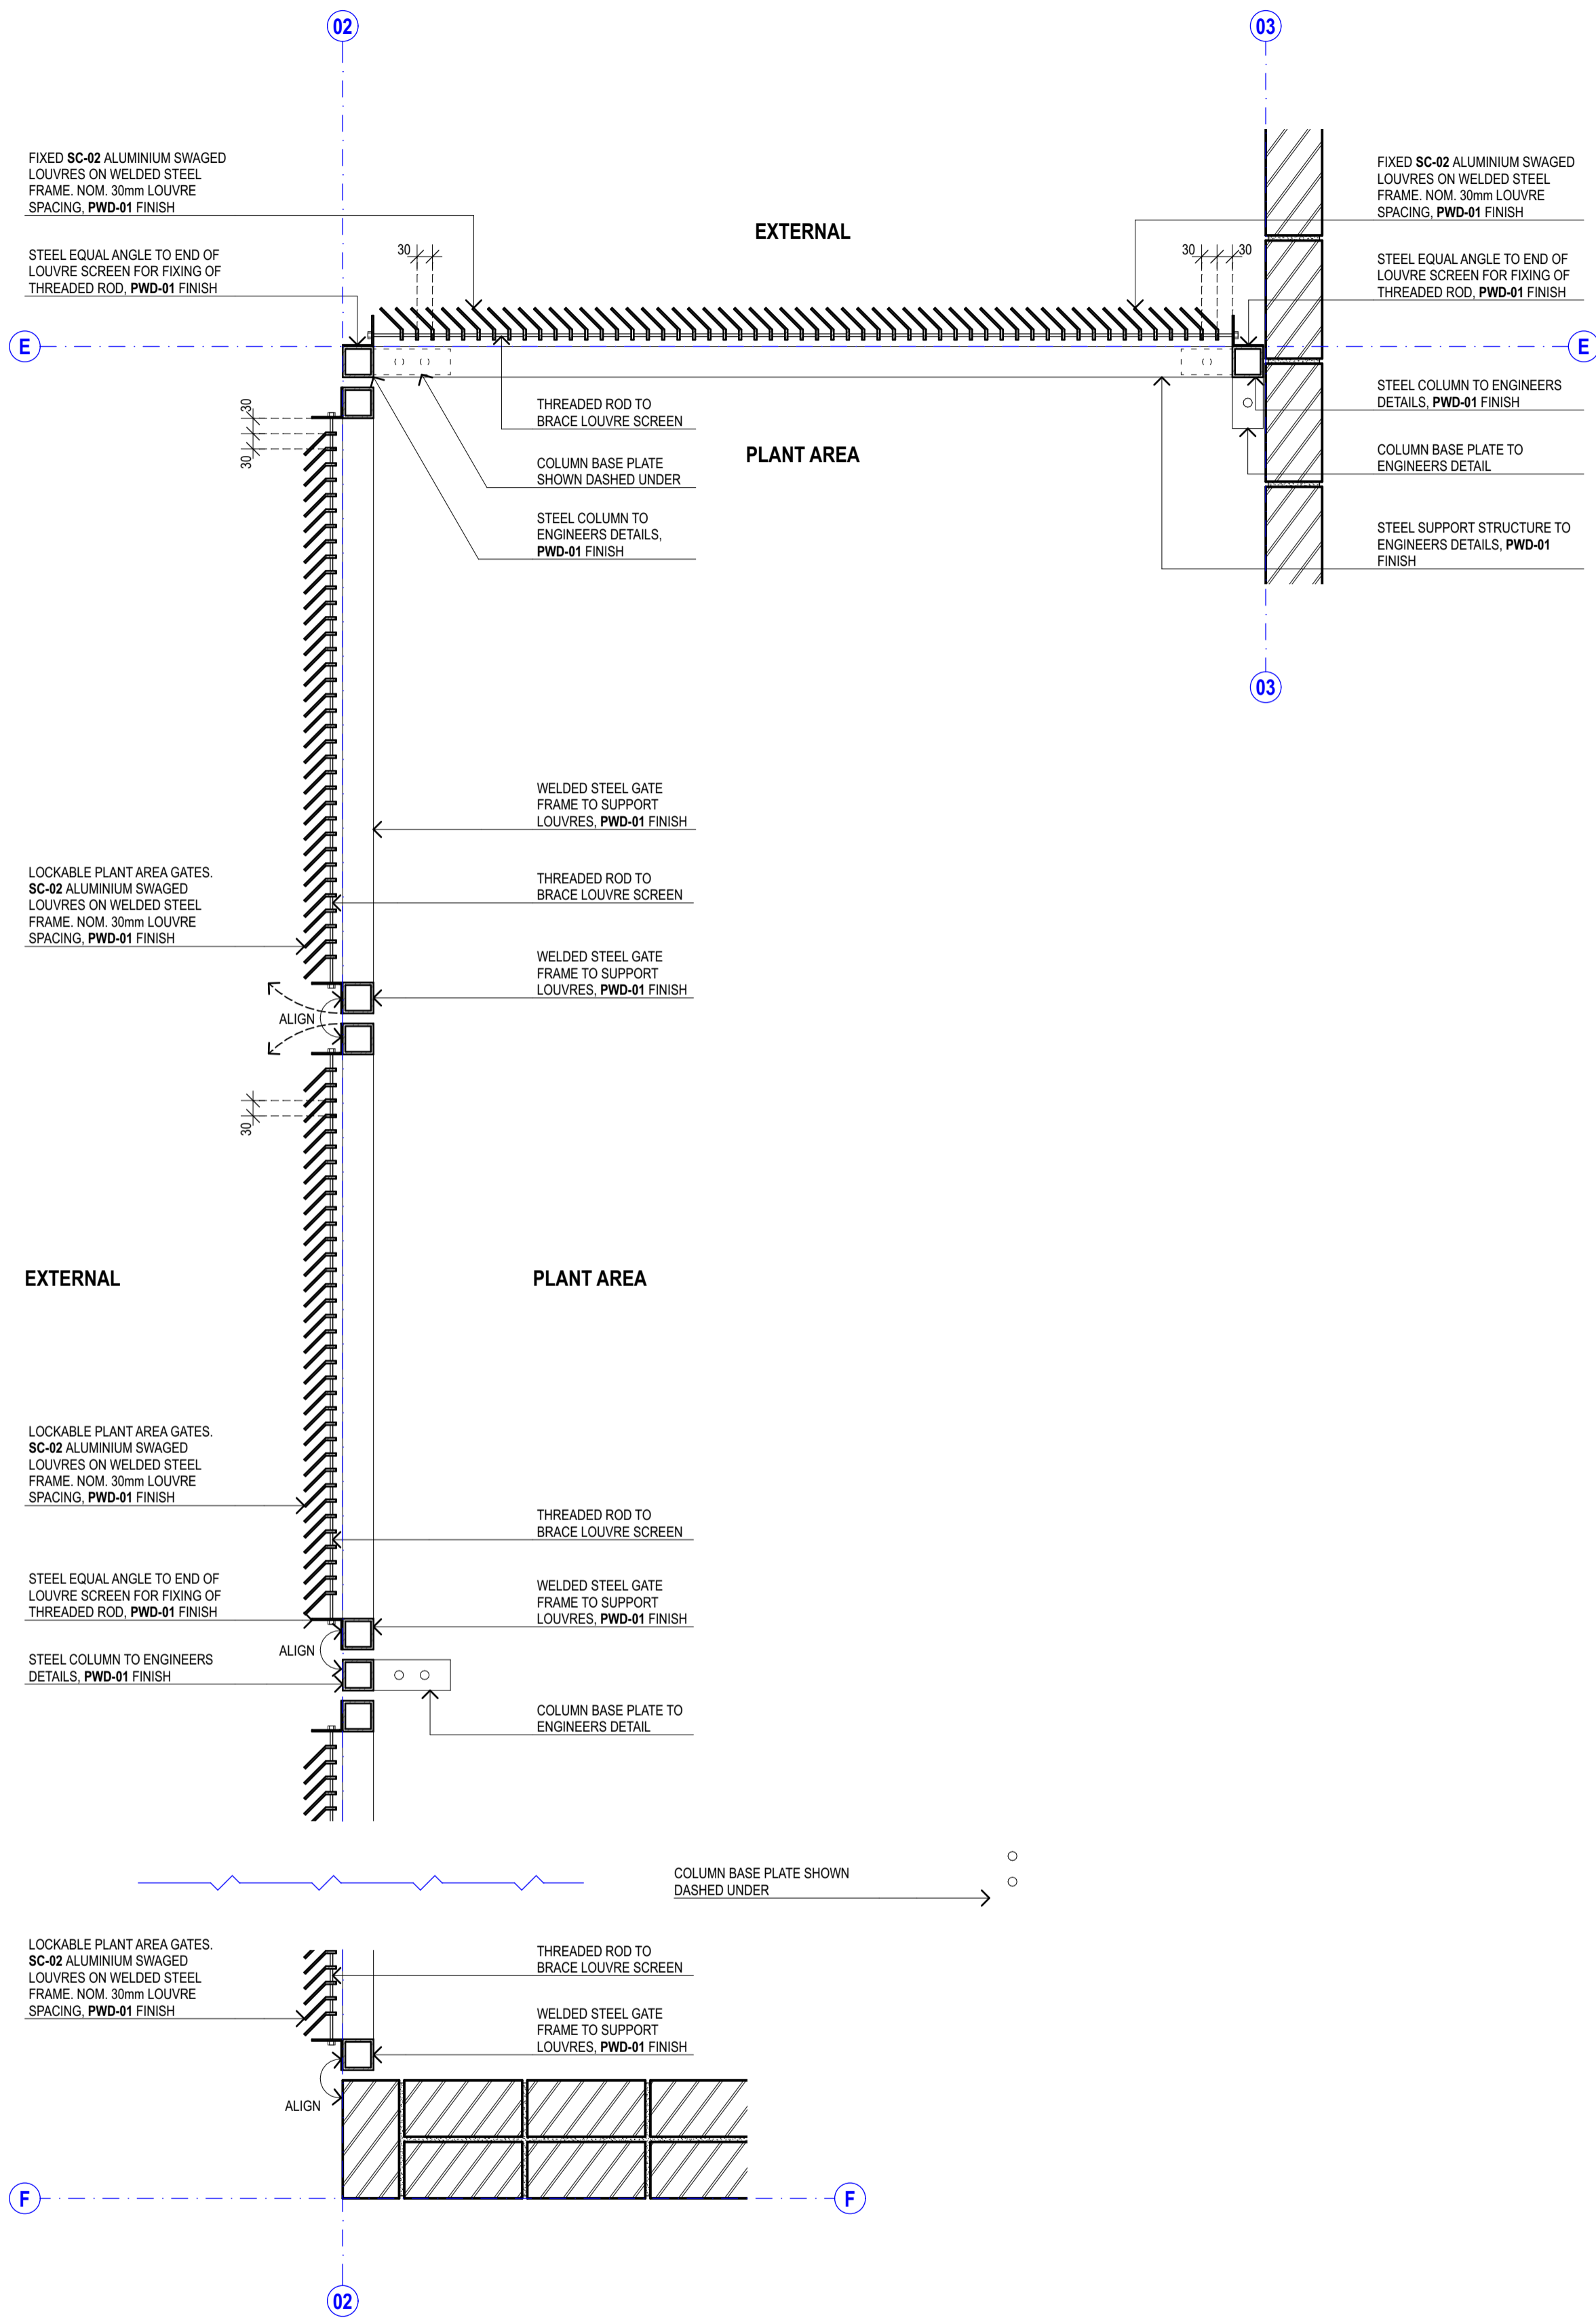 02
03
FIXED SC-02 ALUMINIUM SWAGED
LOUVRES ON WELDED STEEL
FRAME. NOM. 30mm LOUVRE
SPACING, PWD-01 FINISH
STEEL EQUAL ANGLE TO END OF
LOUVRE SCREEN FOR FIXING OF
THREADED ROD, PWD-01 FINISH
EXTERNAL
30
30
30
FIXED SC-02 ALUMINIUM SWAGED
LOUVRES ON WELDED STEEL
FRAME. NOM. 30mm LOUVRE
SPACING, PWD-01 FINISH
STEEL EQUAL ANGLE TO END OF
LOUVRE SCREEN FOR FIXING OF
THREADED ROD, PWD-01 FINISH
E
E
STEEL COLUMN TO ENGINEERS
DETAILS, PWD-01 FINISH
COLUMN BASE PLATE TO
ENGINEERS DETAIL
STEEL SUPPORT STRUCTURE TO
ENGINEERS DETAILS, PWD-01
FINISH
30
30
THREADED ROD TO
BRACE LOUVRE SCREEN
PLANT AREA
COLUMN BASE PLATE
SHOWN DASHED UNDER
STEEL COLUMN TO
ENGINEERS DETAILS,
PWD-01 FINISH
03
WELDED STEEL GATE
FRAME TO SUPPORT
LOUVRES, PWD-01 FINISH
LOCKABLE PLANT AREA GATES.
SC-02 ALUMINIUM SWAGED
LOUVRES ON WELDED STEEL
FRAME. NOM. 30mm LOUVRE
SPACING, PWD-01 FINISH
THREADED ROD TO
BRACE LOUVRE SCREEN
WELDED STEEL GATE
FRAME TO SUPPORT
LOUVRES, PWD-01 FINISH
ALIGN
30
EXTERNAL
PLANT AREA
LOCKABLE PLANT AREA GATES.
SC-02 ALUMINIUM SWAGED
LOUVRES ON WELDED STEEL
FRAME. NOM. 30mm LOUVRE
SPACING, PWD-01 FINISH
THREADED ROD TO
BRACE LOUVRE SCREEN
STEEL EQUAL ANGLE TO END OF
LOUVRE SCREEN FOR FIXING OF
THREADED ROD, PWD-01 FINISH
WELDED STEEL GATE
FRAME TO SUPPORT
LOUVRES, PWD-01 FINISH
ALIGN
STEEL COLUMN TO ENGINEERS
DETAILS, PWD-01 FINISH
COLUMN BASE PLATE TO
ENGINEERS DETAIL
COLUMN BASE PLATE SHOWN
DASHED UNDER
LOCKABLE PLANT AREA GATES.
SC-02 ALUMINIUM SWAGED
LOUVRES ON WELDED STEEL
FRAME. NOM. 30mm LOUVRE
SPACING, PWD-01 FINISH
THREADED ROD TO
BRACE LOUVRE SCREEN
WELDED STEEL GATE
FRAME TO SUPPORT
LOUVRES, PWD-01 FINISH
ALIGN
F
F
02